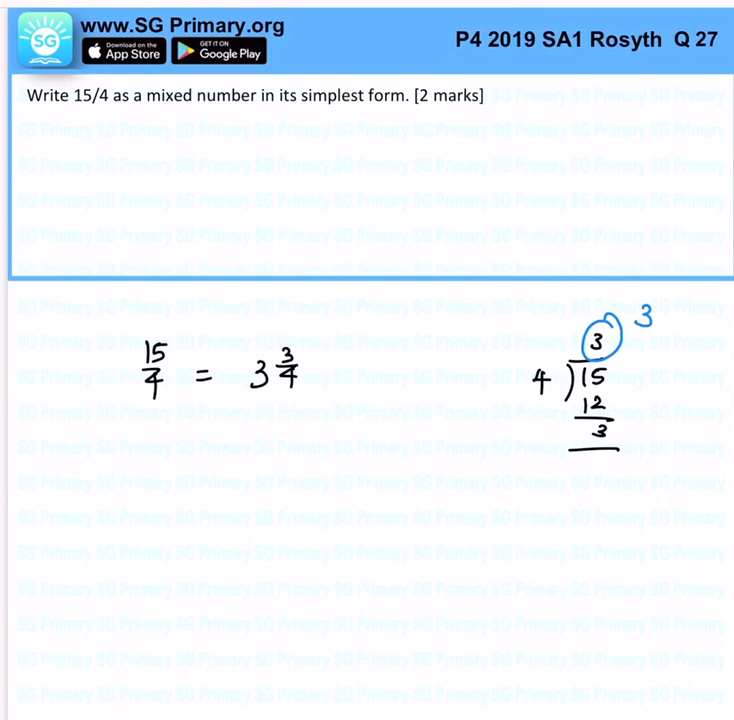 www.SG Primary.org
SG
Download on the
App Store
GET IT ON
Google Play
P4 2019 SA1 Rosyth Q 27
Write 15/4 as a mixed number in its simplest form. [2 marks]
15/4 = 3 3/4
3
3
4 ) 15
12
3